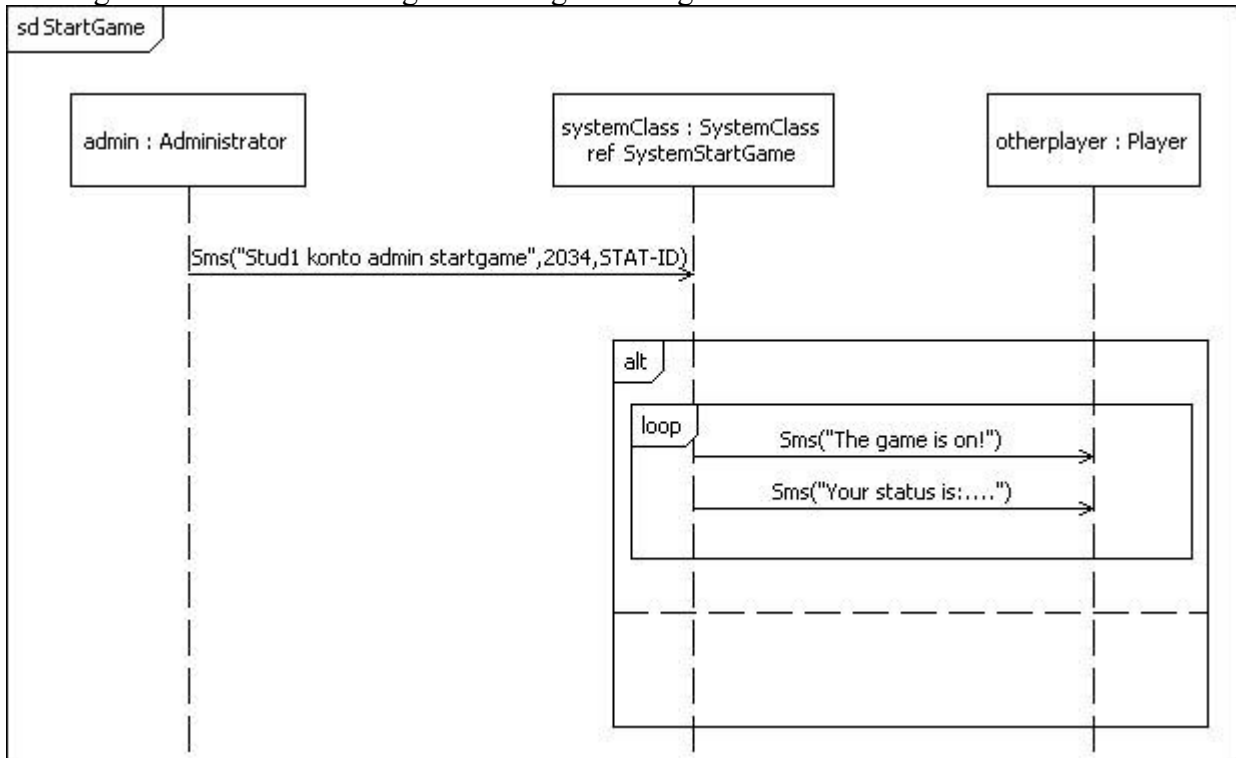 sd StartGame
admin : Administrator
systemClass : SystemClass
ref SystemStartGame
otherplayer : Player
Sms("Stud1 konto admin startgame",2034,STAT-ID)
alt
loop
Sms("The game is on!")
Sms("Your status is:....")